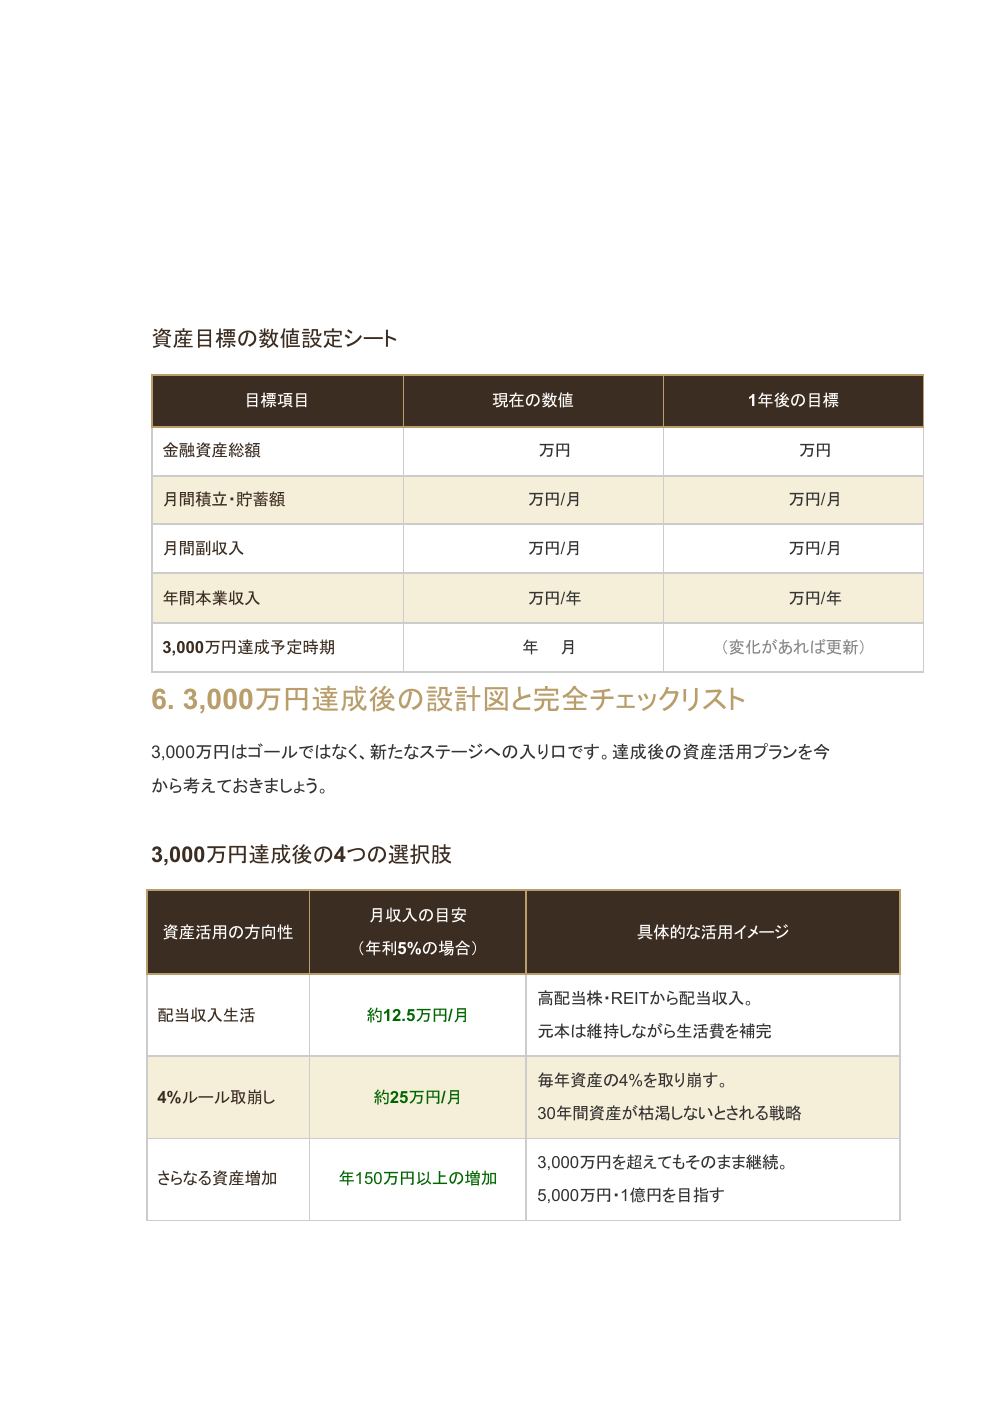 資産目標の数値設定シート
目標項目 現在の数値 1年後の目標
金融資産総額 万円 万円
月間積立・貯蓄額 万円/月 万円/月
月間副収入 万円/月 万円/月
年間本業収入 万円/年 万円/年
3,000万円達成予定時期 年 月 （変化があれば更新）
6. 3,000万円達成後の設計図と完全チェックリスト
3,000万円はゴールではなく、新たなステージへの入り口です。達成後の資産活用プランを今
から考えておきましょう。
3,000万円達成後の4つの選択肢
資産活用の方向性
月収入の目安
（年利5%の場合）
具体的な活用イメージ
配当収入生活
約12.5万円/月
高配当株・REITから配当収入。
元本は維持しながら生活費を補完
4%ルール取崩し
約25万円/月
毎年資産の4%を取り崩す。
30年間資産が枯渇しないとされる戦略
さらなる資産増加
年150万円以上の増加
3,000万円を超えてもそのまま継続。
5,000万円・1億円を目指す